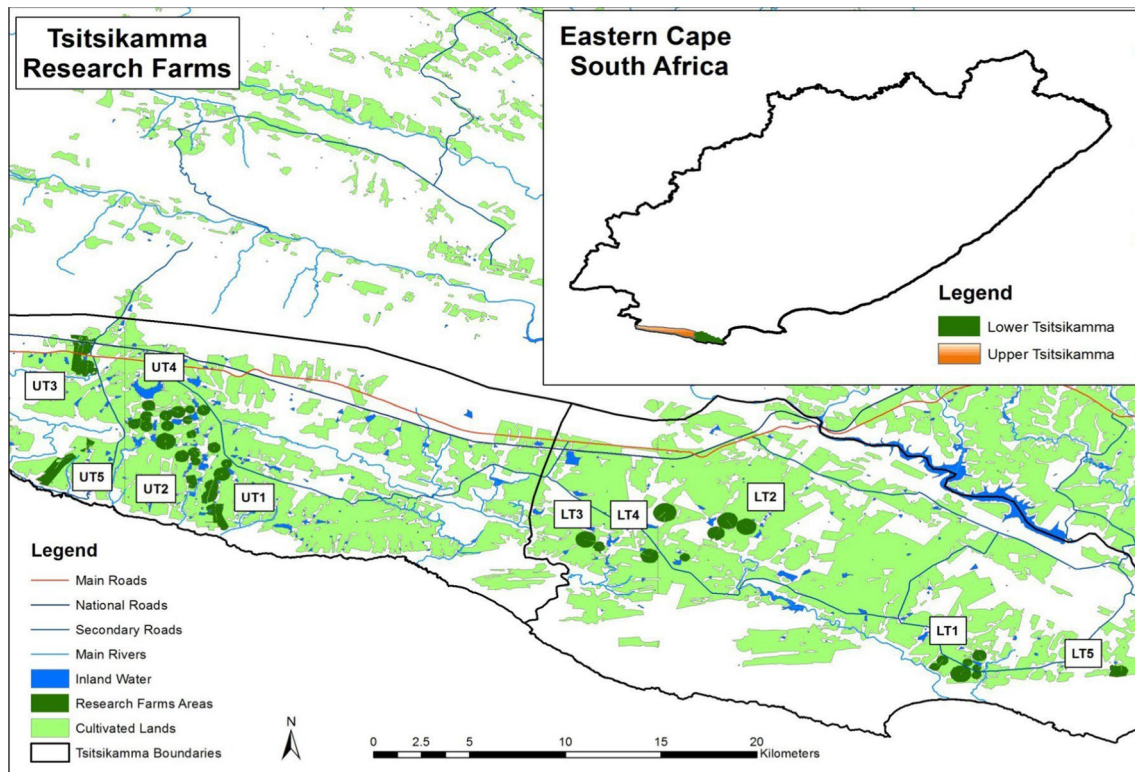 Tsitsikamma
Research Farms
Eastern Cape
South Africa
Legend
Lower Tsitsikamma
Upper Tsitsikamma
UT3
UT4
UT5
UT2
UT1
LT3
LT4
LT2
LT1
LT5
Legend
Main Roads
National Roads
Secondary Roads
Main Rivers
Inland Water
Research Farms Areas
Cultivated Lands
Tsitsikamma Boundaries
N
0 2.5 5 10 15 20
Kilometers